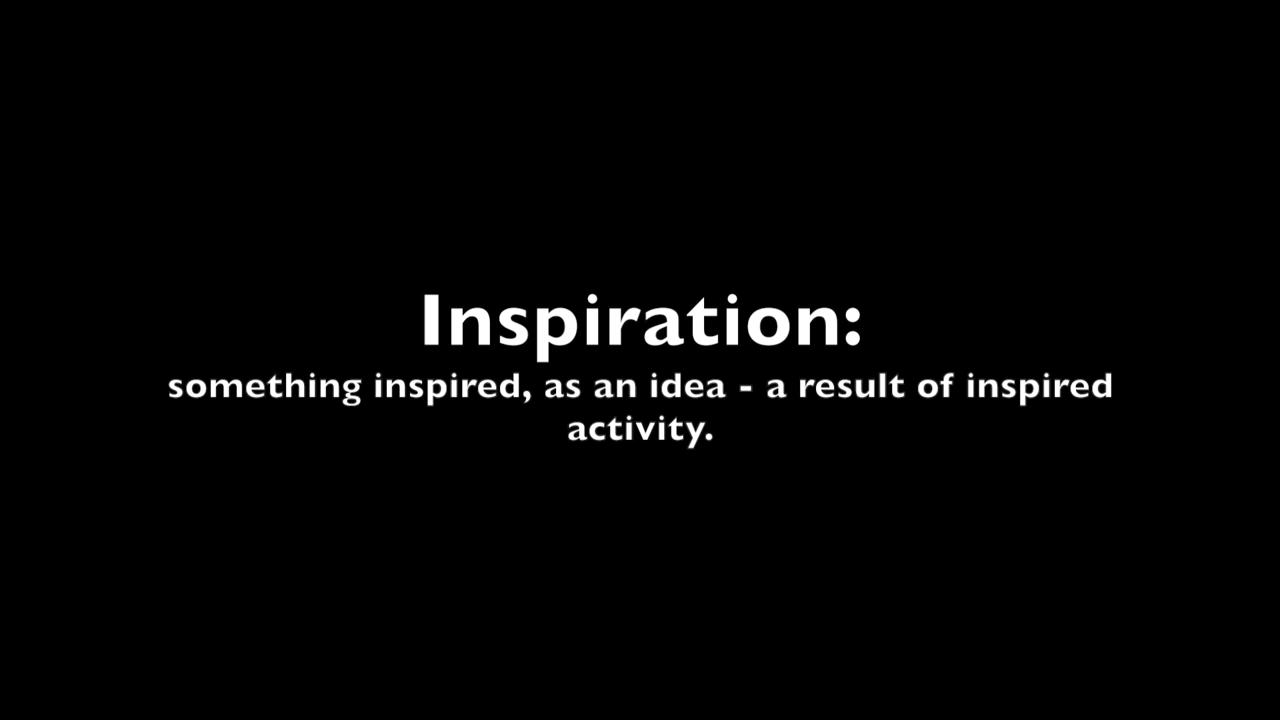 Inspiration:
something inspired, as an idea - a result of inspired
activity.